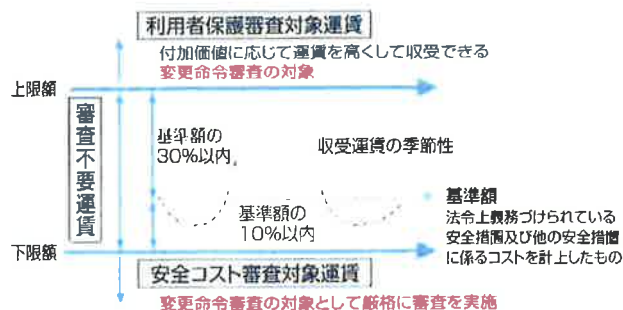 利用者保護審査対象運賃
付加価値に応じて運賃を高くして収受できる
変更命令審査の対象
上限額
審査不要運賃
基準額の
30%以内
収受運賃の季節性
基準額の
10%以内
基準額
法令上義務づけられている
安全措置及び他の安全措置
に係るコストを計上したもの
下限額
安全コスト審査対象運賃
変更命令審査の対象として厳格に審査を実施